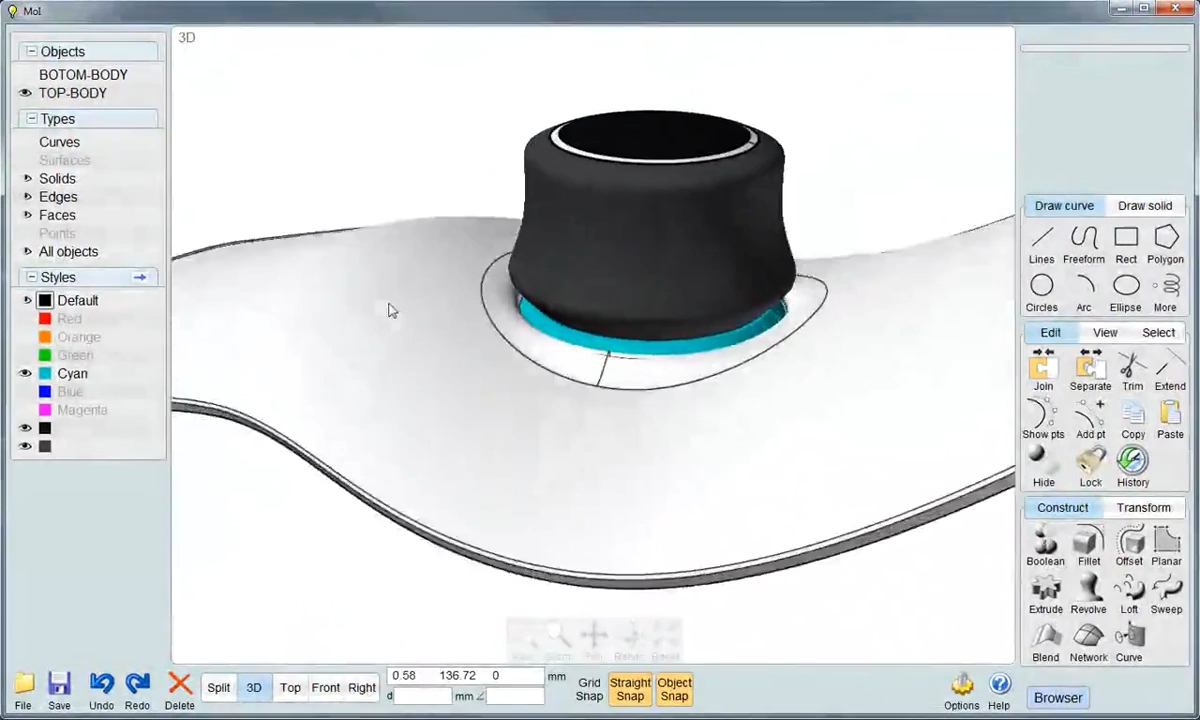 MoI
3D
Objects
BOTOM-BODY
TOP-BODY
Types
Curves
Surfaces
Solids
Edges
Faces
Points
All objects
Styles
Default
Red
Orange
Green
Cyan
Blue
Magenta
Draw curve Draw solid
Lines Freeform Rect Polygon
Circles Arc Ellipse More
Edit View Select
Join Separate Trim Extend
Show pts Add pt Copy Paste
Hide Lock History
Construct Transform
Boolean Fillet Offset Planar
Extrude Revolve Loft Sweep
Blend Network Curve
File Save Undo Redo Delete
Split 3D Top Front Right
0.58 136.72 0 mm
d mm
Grid Snap
Straight Snap
Object Snap
Options Help
Browser